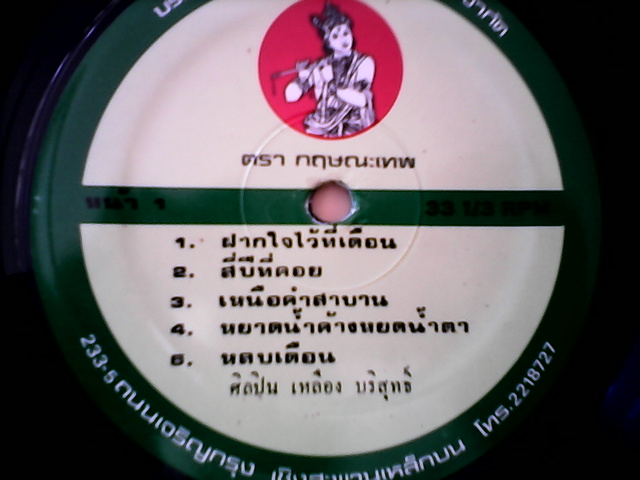 จำกัด
ตรา กฤษณะเทพ
หน้า 1
33 1/3 RPM
1. ฝากใจไว้ที่เดือน
2. สี่ปีที่คอย
3. เหนือคำสาบาน
4. หยาดน้ำค้างหยดน้ำตา
5. หลบเดือน
ศิลปิน เหลือง บริสุทธิ์
233-5 ถนนเจริญกรุง เชิงสะพานเหล็กบน โทร.2218727